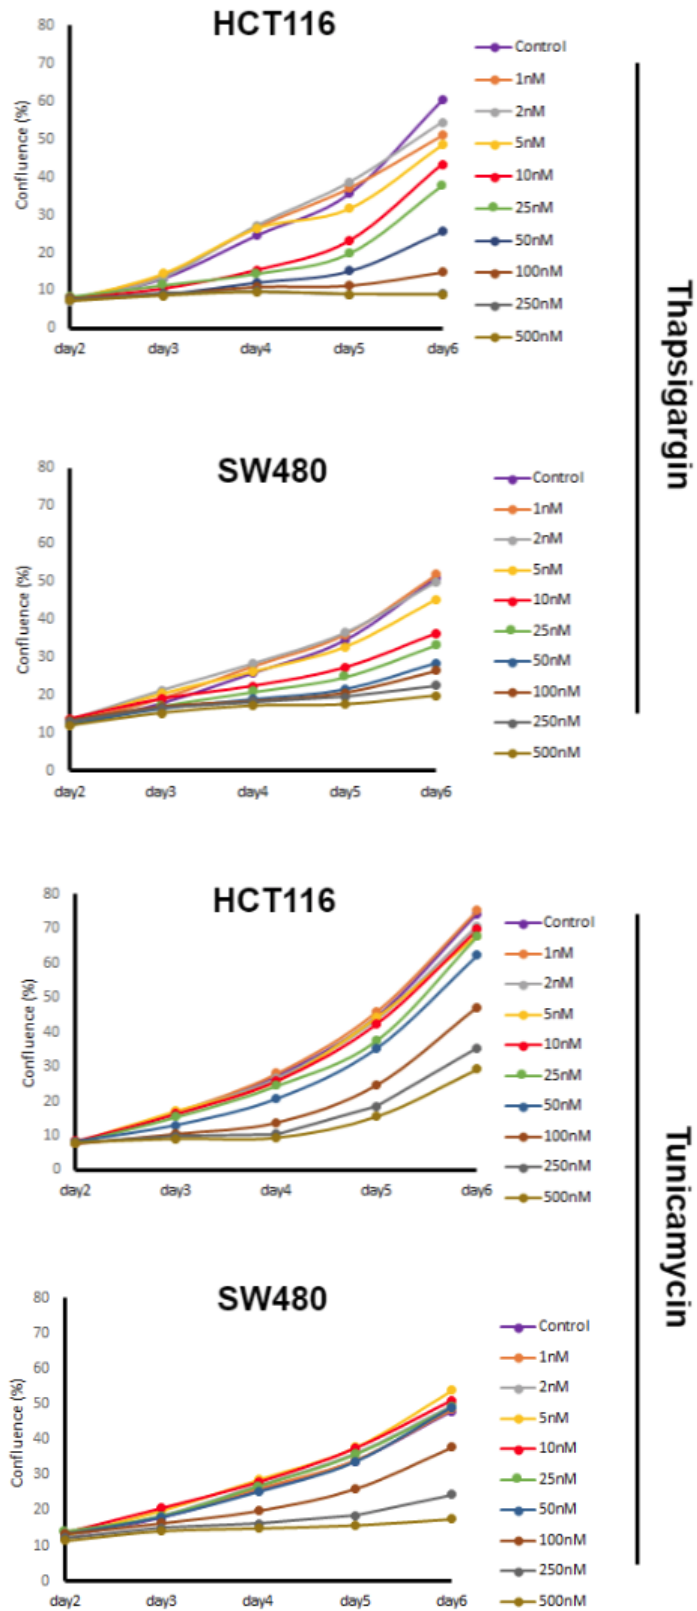 HCT116
80
70
60
50
40
30
20
10
0
Confluence (%)
day2 day3 day4 day5 day6
Control
1nM
2nM
5nM
10nM
25nM
50nM
100nM
250nM
500nM
Thapsigargin
SW480
80
70
60
50
40
30
20
10
0
Confluence (%)
day2 day3 day4 day5 day6
Control
1nM
2nM
5nM
10nM
25nM
50nM
100nM
250nM
500nM
HCT116
80
70
60
50
40
30
20
10
0
Confluence (%)
day2 day3 day4 day5 day6
Control
1nM
2nM
5nM
10nM
25nM
50nM
100nM
250nM
500nM
Tunicamycin
SW480
80
70
60
50
40
30
20
10
0
Confluence (%)
day2 day3 day4 day5 day6
Control
1nM
2nM
5nM
10nM
25nM
50nM
100nM
250nM
500nM